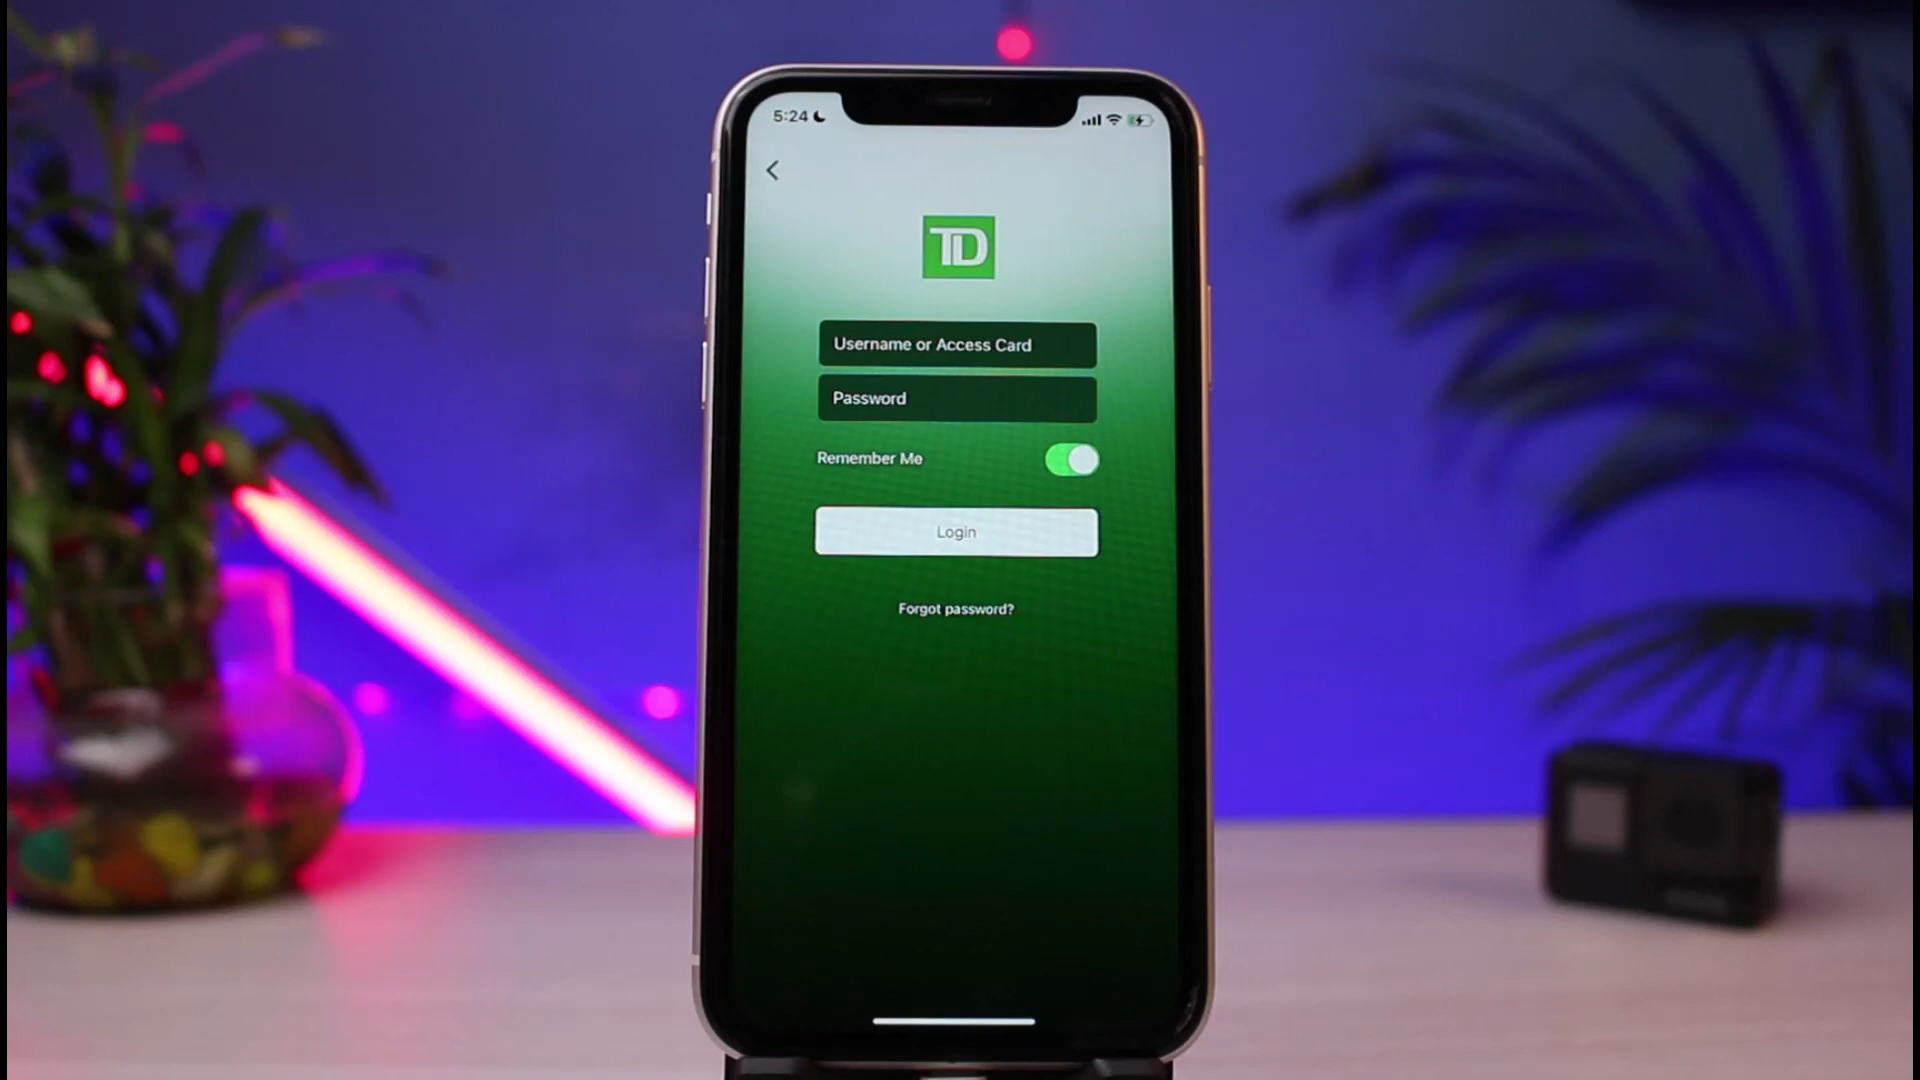 5:24
TD
Username or Access Card
Password
Remember Me
Login
Forgot password?